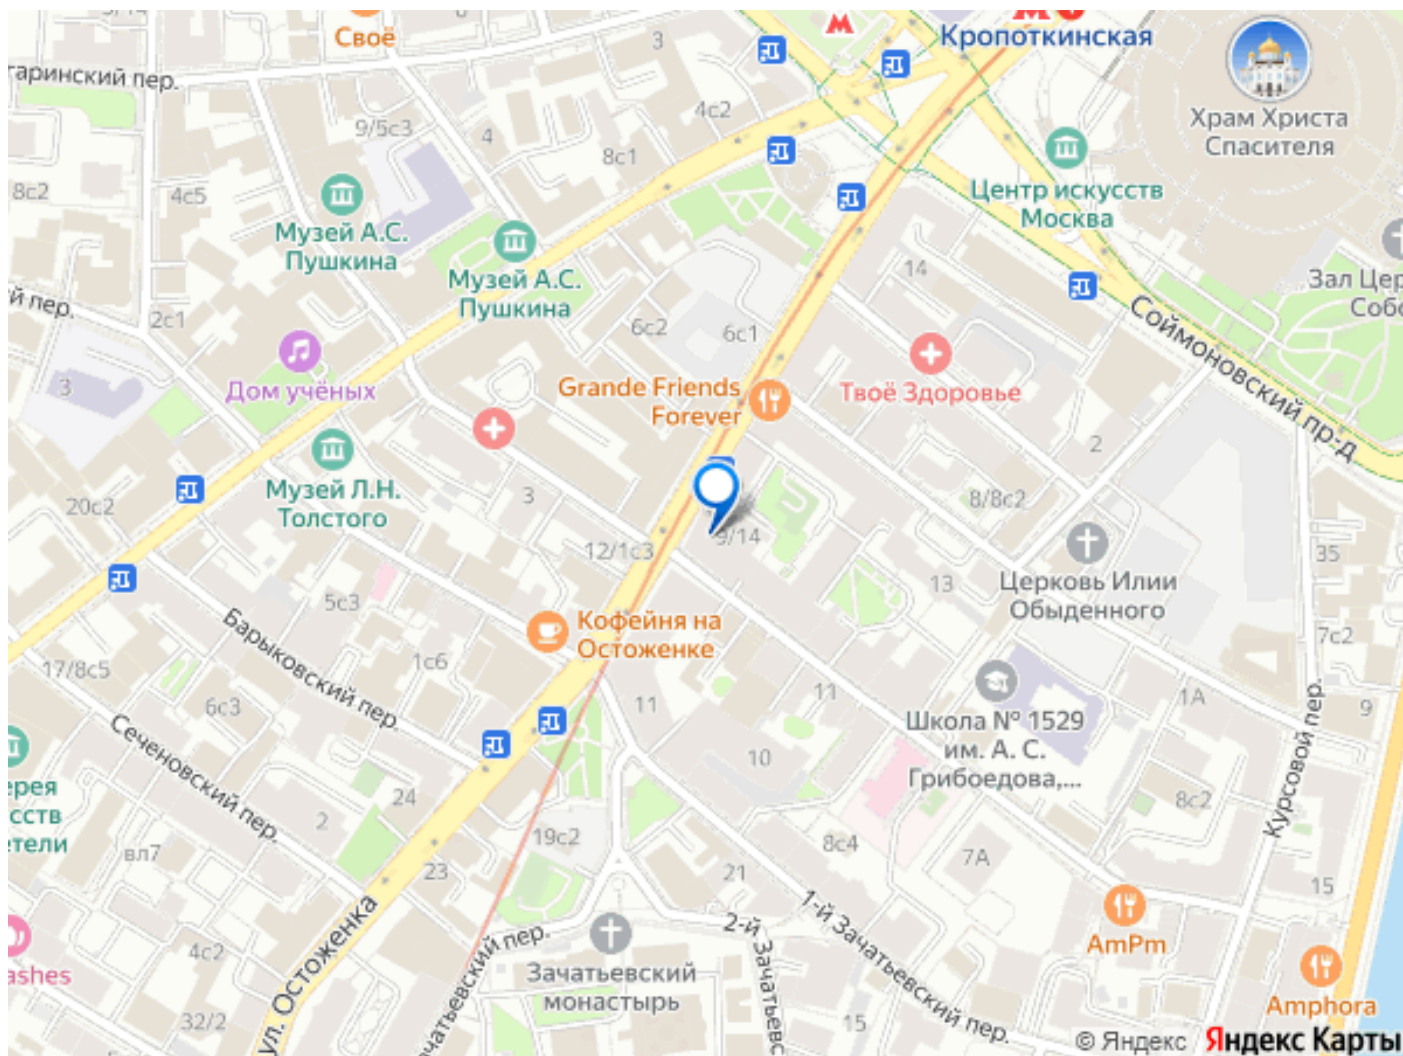 Своё
3
6
Кропоткинская
гаринский пер.
4с2
Храм Христа
Спасителя
9/5с3
4
8с1
8с2
4с5
Центр искусств
Москва
Музей А.С.
Пушкина
Музей А.С.
Пушкина
14
Зал Цер
Собо
й пер.
2с1
6с2
6с1
Соймоновский пр-д
3
Дом учёных
Grande Friends
Forever
Твоё Здоровье
2
Музей Л.Н.
Толстого
20с2
3
8/8с2
12/1с3
9/14
35
13
Церковь Илии
Обыденного
5с3
Барыковский пер.
Кофейня на
Остоженке
7с2
17/8с5
1с6
6с3
11
11
1А
9
Сеченовский пер.
Школа № 1529
им. А. С.
Грибоедова,...
10
Курсовой пер.
ерея
сств
етели
24
2
8с2
19с2
8с4
вл7
23
21
7А
15
ул. Остоженка
1-й Зачатьевский пер.
2-й Зачатьевс
AmPm
чатьевский пер.
Зачатьевский
монастырь
4с2
ashes
Amphora
32/2
15
© Яндекс Яндекс Карты